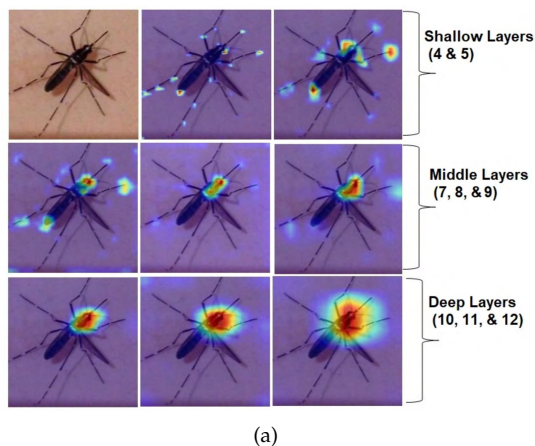 Shallow Layers
(4 & 5)
Middle Layers
(7, 8, & 9)
Deep Layers
(10, 11, & 12)
(a)